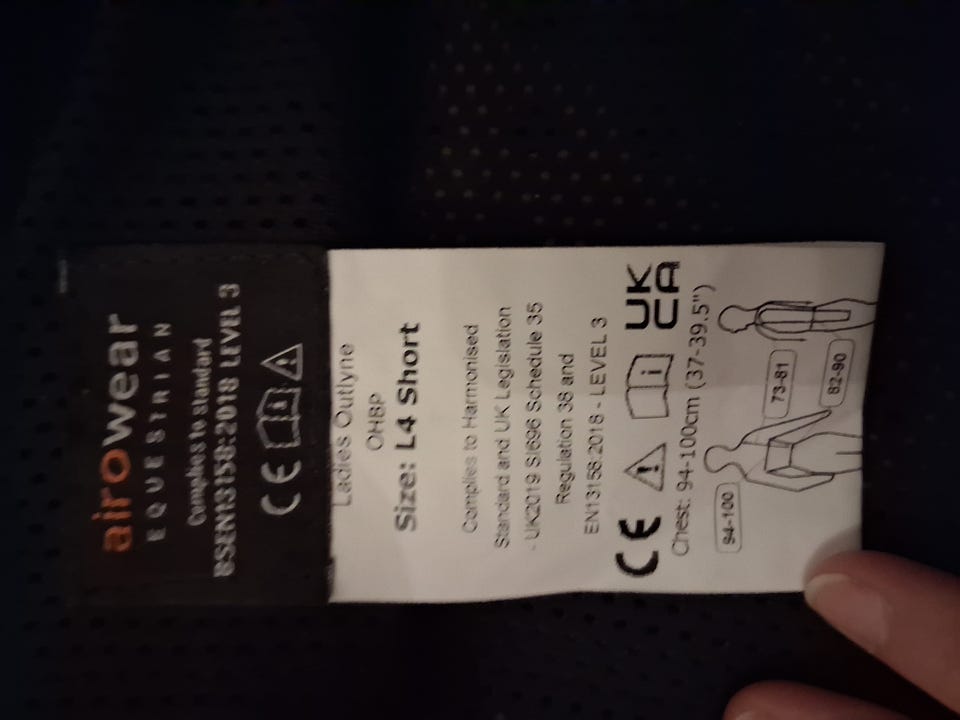 airowear
EQUESTRIAN
Complies to Standard
BSEN13158:2018 LEVEL 3
CE
Ladies Outlyne
OHBP
Size: L4 Short
Complies to Harmonised
Standard and UK Legislation
- UK2019 SI696 Schedule 35
Regulation 38 and
EN13158:2018 - LEVEL 3
CE UK
CA
Chest: 94-100cm (37-39.5")
94-100
73-81
82-90